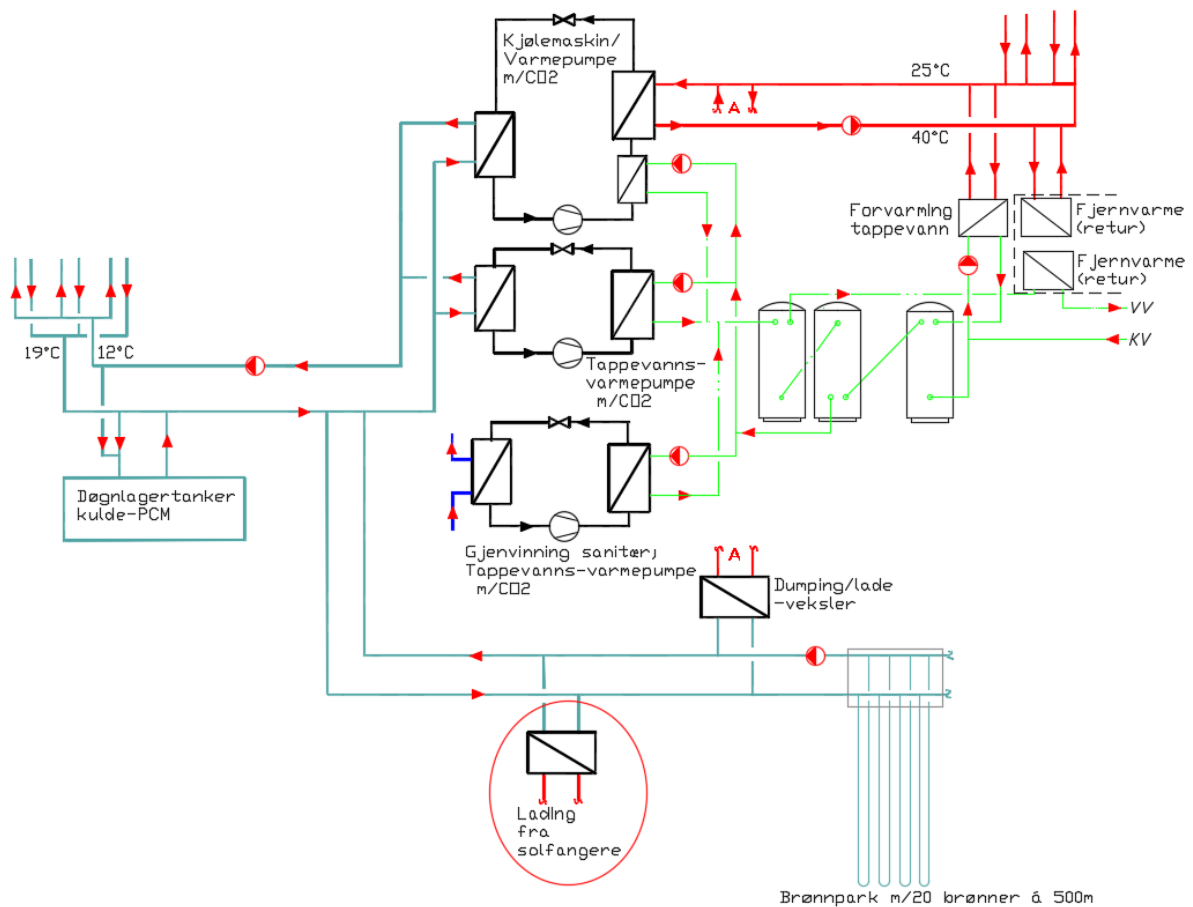 Kjølemaskin/
Varmepumpe
m/CO2
25°C
A
40°C
Forvarming
tappevann
Fjernvarme
(retur)
Fjernvarme
(retur)
VV
KV
19°C
12°C
Tappevanns-
varmepumpe
m/CO2
Døgnlagertanker
kulde-PCM
Gjenvinning sanitær;
Tappevanns-varmepumpe
m/CO2
A
Dumping/lade
-veksler
Lading
fra
solfangere
Brønnpark m/20 brønner á 500m